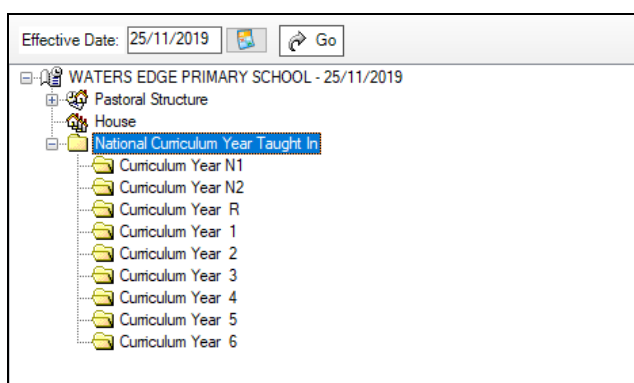 Effective Date: 25/11/2019 Go
WATERS EDGE PRIMARY SCHOOL - 25/11/2019
Pastoral Structure
House
National Curriculum Year Taught In
Curriculum Year N1
Curriculum Year N2
Curriculum Year R
Curriculum Year 1
Curriculum Year 2
Curriculum Year 3
Curriculum Year 4
Curriculum Year 5
Curriculum Year 6